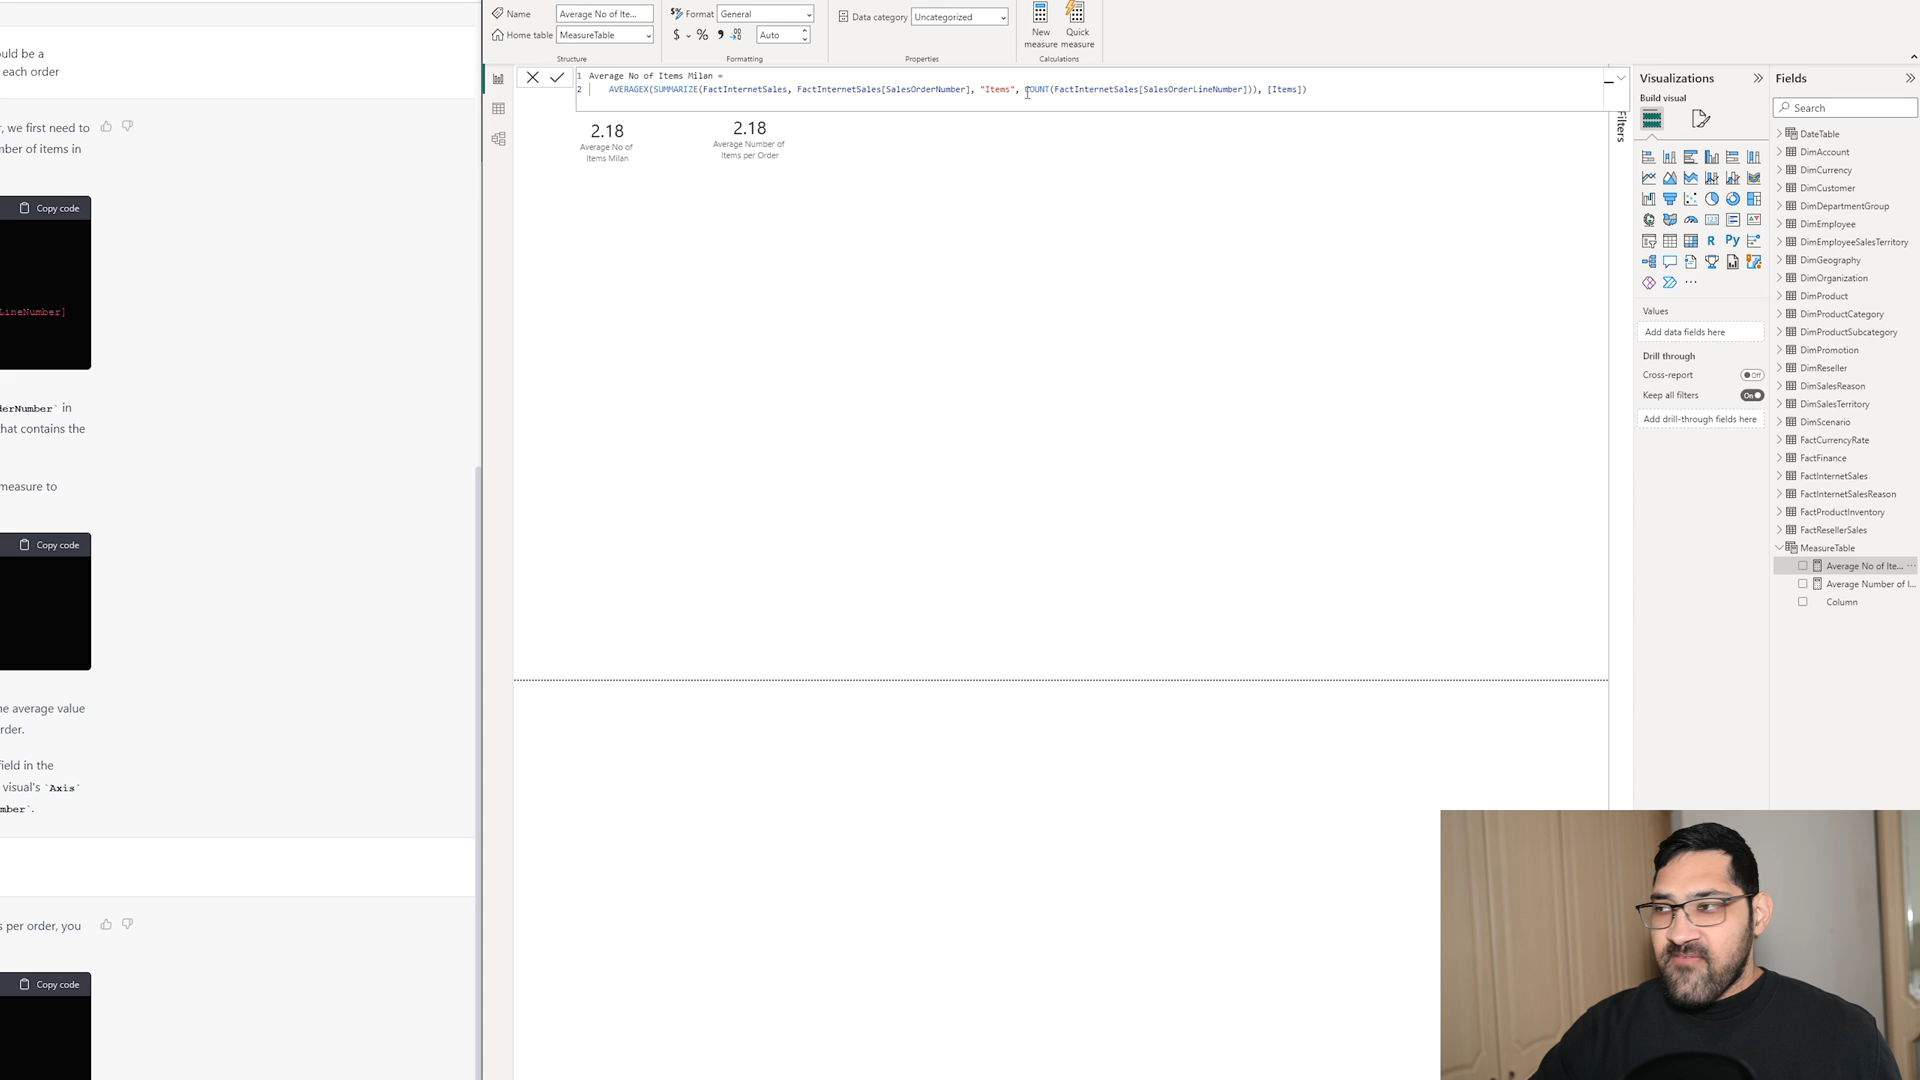 ould be a
each order
r, we first need to
mber of items in
Copy code
LineNumber]
derNumber` in
that contains the
measure to
Copy code
he average value
rder.
field in the
visual's `Axis`
mber`.
s per order, you
Copy code
Name
Average No of Ite...
Home table
MeasureTable
Structure
Format
General
$ % 9
Auto
Formatting
Data category
Uncategorized
Properties
New measure
Quick measure
Calculations
1 Average No of Items Milan =
2 AVERAGEX(SUMMARIZE(FactInternetSales, FactInternetSales[SalesOrderNumber], "Items", COUNT(FactInternetSales[SalesOrderLineNumber])), [Items])
2.18
Average No of
Items Milan
2.18
Average Number of
Items per Order
Filters
Visualizations
Build visual
R Py
123
...
Values
Add data fields here
Drill through
Cross-report
Off
Keep all filters
On
Add drill-through fields here
Fields
Search
DateTable
DimAccount
DimCurrency
DimCustomer
DimDepartmentGroup
DimEmployee
DimEmployeeSalesTerritory
DimGeography
DimOrganization
DimProduct
DimProductCategory
DimProductSubcategory
DimPromotion
DimReseller
DimSalesReason
DimSalesTerritory
DimScenario
FactCurrencyRate
FactFinance
FactInternetSales
FactInternetSalesReason
FactProductInventory
FactResellerSales
MeasureTable
Average No of Ite... ...
Average Number of I...
Column